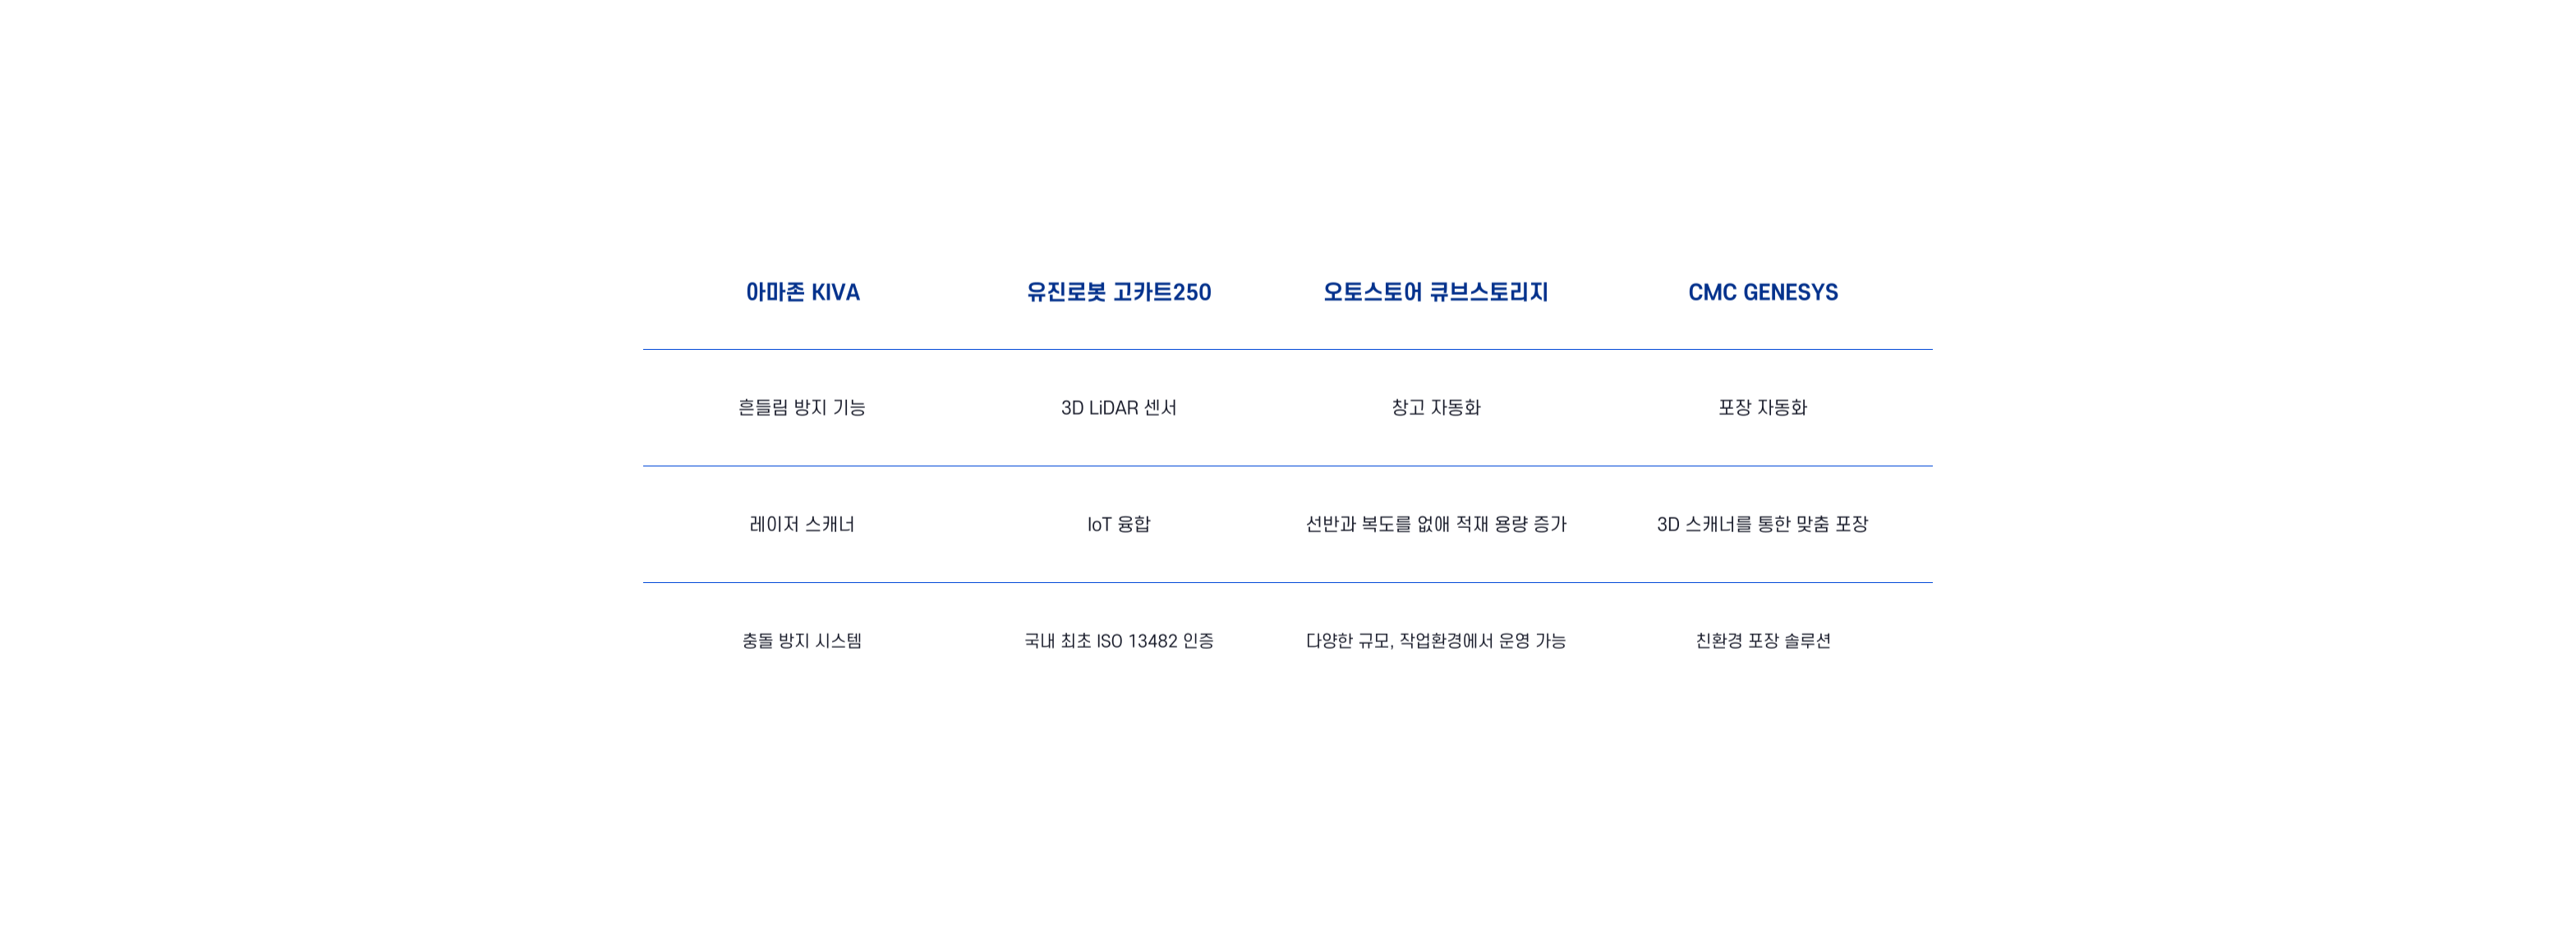 아마존 KIVA 유진로봇 고카트250 오토스토어 큐브스토리지 CMC GENESYS
흔들림 방지 기능 3D LiDAR 센서 창고 자동화 포장 자동화
레이저 스캐너 IoT 융합 선반과 복도를 없애 적재 용량 증가 3D 스캐너를 통한 맞춤 포장
충돌 방지 시스템 국내 최초 ISO 13482 인증 다양한 규모, 작업환경에서 운영 가능 친환경 포장 솔루션